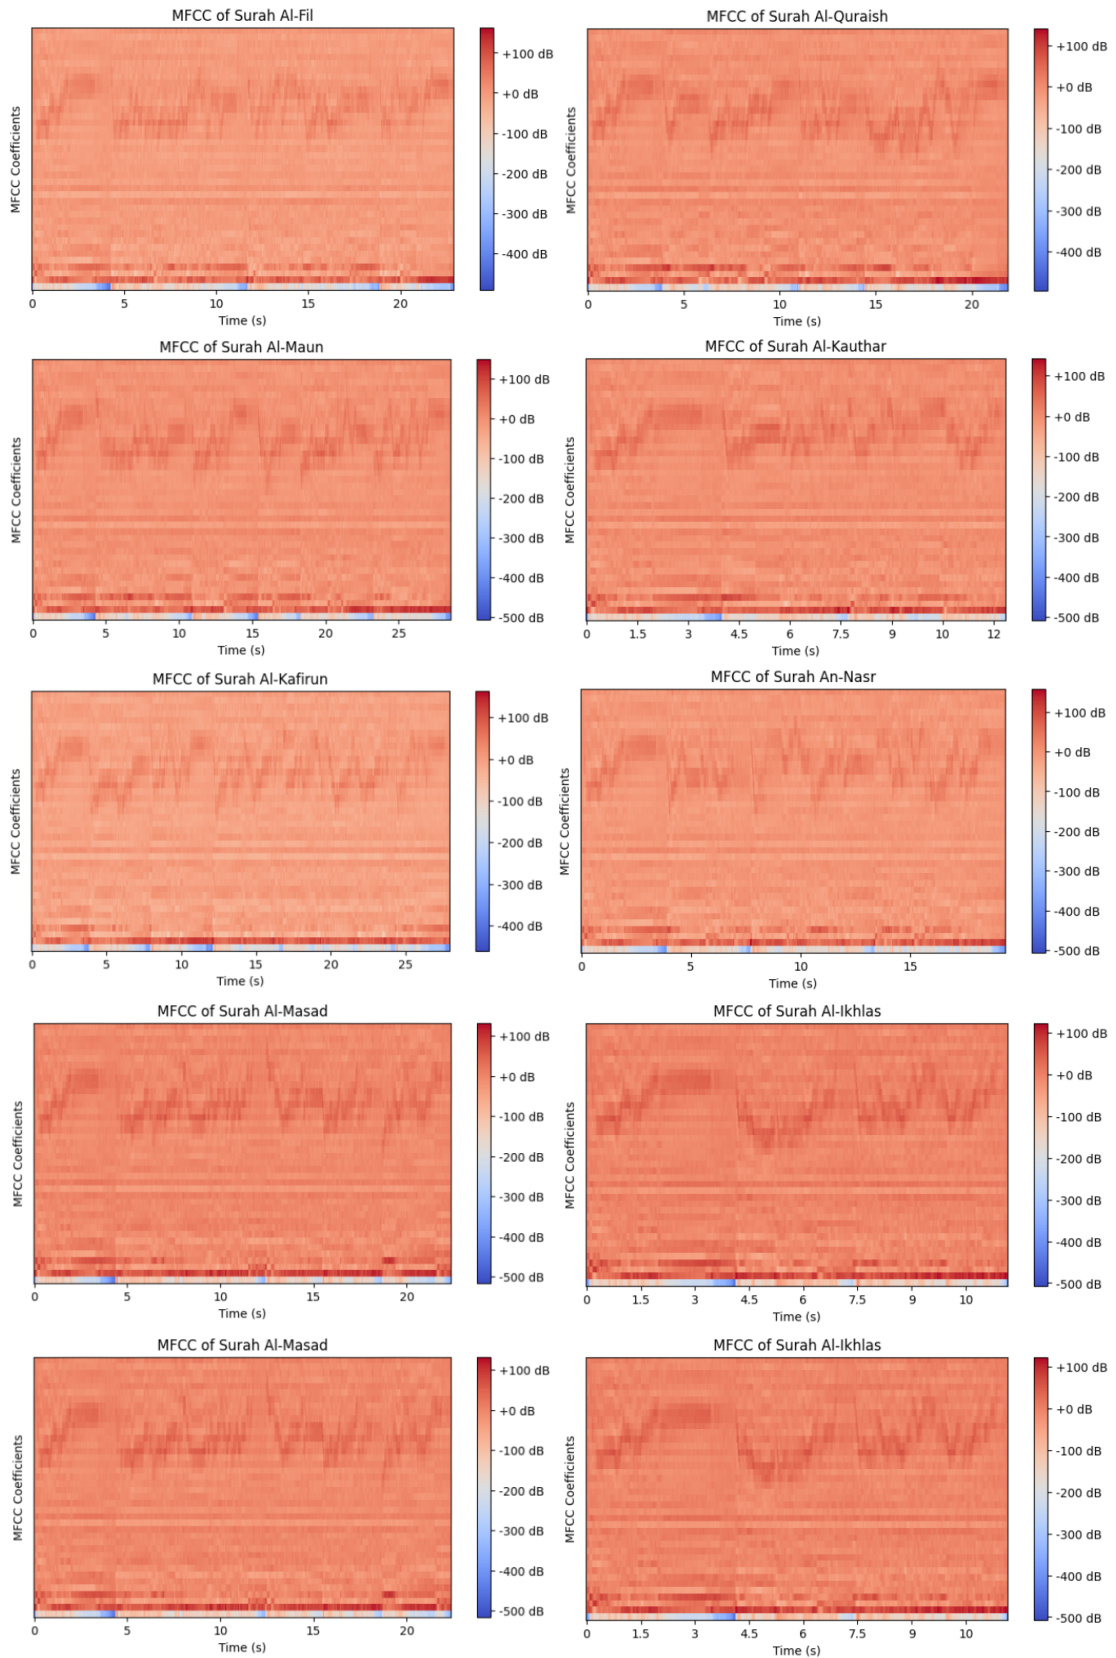 MFCC of Surah Al-Fil
MFCC Coefficients
+100 dB
+0 dB
-100 dB
-200 dB
-300 dB
-400 dB
0 5 10 15 20
Time (s)
MFCC of Surah Al-Quraish
MFCC Coefficients
+100 dB
+0 dB
-100 dB
-200 dB
-300 dB
-400 dB
0 5 10 15 20
Time (s)
MFCC of Surah Al-Maun
MFCC Coefficients
+100 dB
+0 dB
-100 dB
-200 dB
-300 dB
-400 dB
-500 dB
0 5 10 15 20 25
Time (s)
MFCC of Surah Al-Kauthar
MFCC Coefficients
+100 dB
+0 dB
-100 dB
-200 dB
-300 dB
-400 dB
-500 dB
0 1.5 3 4.5 6 7.5 9 10.5 12
Time (s)
MFCC of Surah Al-Kafirun
MFCC Coefficients
+100 dB
+0 dB
-100 dB
-200 dB
-300 dB
-400 dB
0 5 10 15 20 25
Time (s)
MFCC of Surah An-Nasr
MFCC Coefficients
+100 dB
+0 dB
-100 dB
-200 dB
-300 dB
-400 dB
-500 dB
0 5 10 15
Time (s)
MFCC of Surah Al-Masad
MFCC Coefficients
+100 dB
+0 dB
-100 dB
-200 dB
-300 dB
-400 dB
-500 dB
0 5 10 15 20
Time (s)
MFCC of Surah Al-Ikhlas
MFCC Coefficients
+100 dB
+0 dB
-100 dB
-200 dB
-300 dB
-400 dB
-500 dB
0 1.5 3 4.5 6 7.5 9 10
Time (s)
MFCC of Surah Al-Masad
MFCC Coefficients
+100 dB
+0 dB
-100 dB
-200 dB
-300 dB
-400 dB
-500 dB
0 5 10 15 20
Time (s)
MFCC of Surah Al-Ikhlas
MFCC Coefficients
+100 dB
+0 dB
-100 dB
-200 dB
-300 dB
-400 dB
-500 dB
0 1.5 3 4.5 6 7.5 9 10
Time (s)